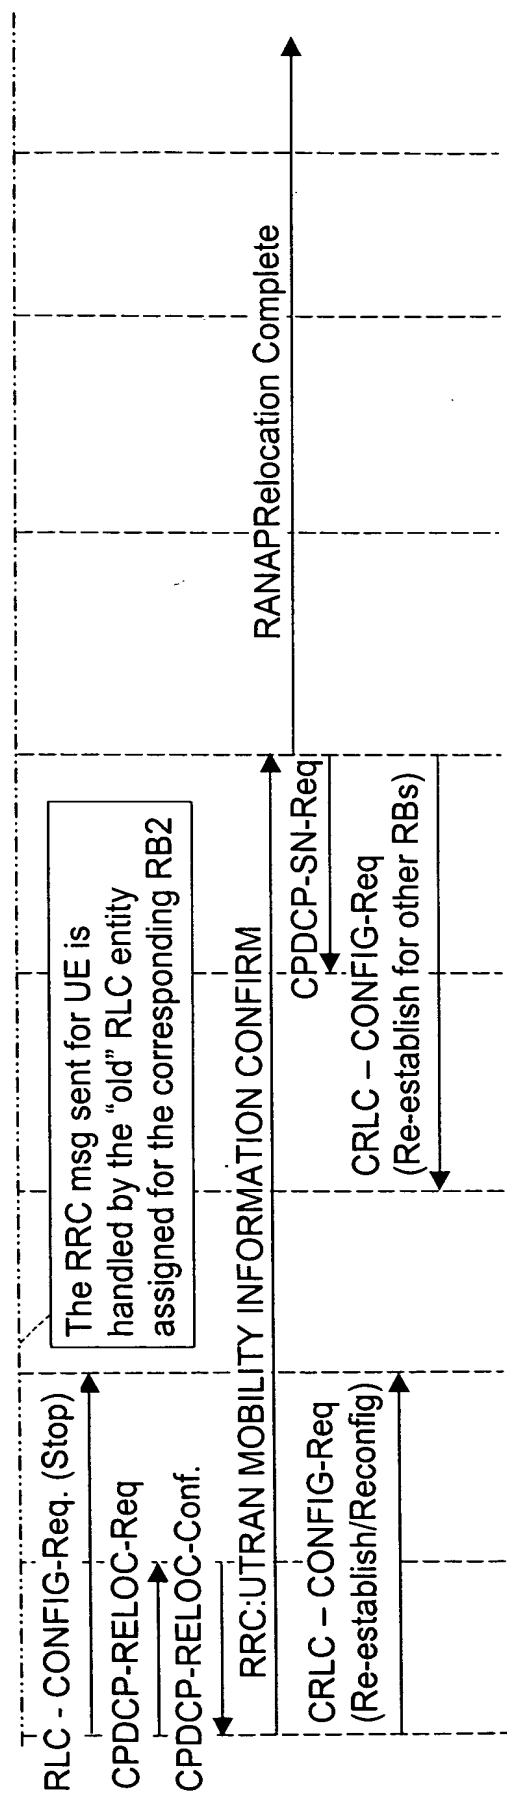 The RRC msg sent for UE is
handled by the “old” RLC entity
assigned for the corresponding RB2
RLC - CONFIG-Req. (Stop)
CPDCP-RELOC-Req
CPDCP-RELOC-Conf.
RRC:UTRAN MOBILITY INFORMATION CONFIRM
RANAPRelocation Complete
CPDCP-SN-Req
CRLC – CONFIG-Req
(Re-establish/Reconfig)
CRLC – CONFIG-Req
(Re-establish for other RBs)